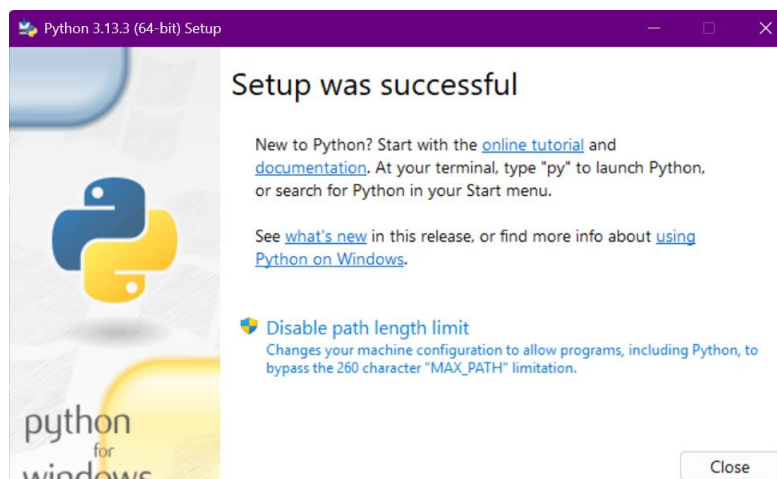 Python 3.13.3 (64-bit) Setup
Setup was successful
New to Python? Start with the online tutorial and
documentation. At your terminal, type "py" to launch Python,
or search for Python in your Start menu.
See what's new in this release, or find more info about using
Python on Windows.
Disable path length limit
Changes your machine configuration to allow programs, including Python, to
bypass the 260 character "MAX_PATH" limitation.
python
for
windows
Close